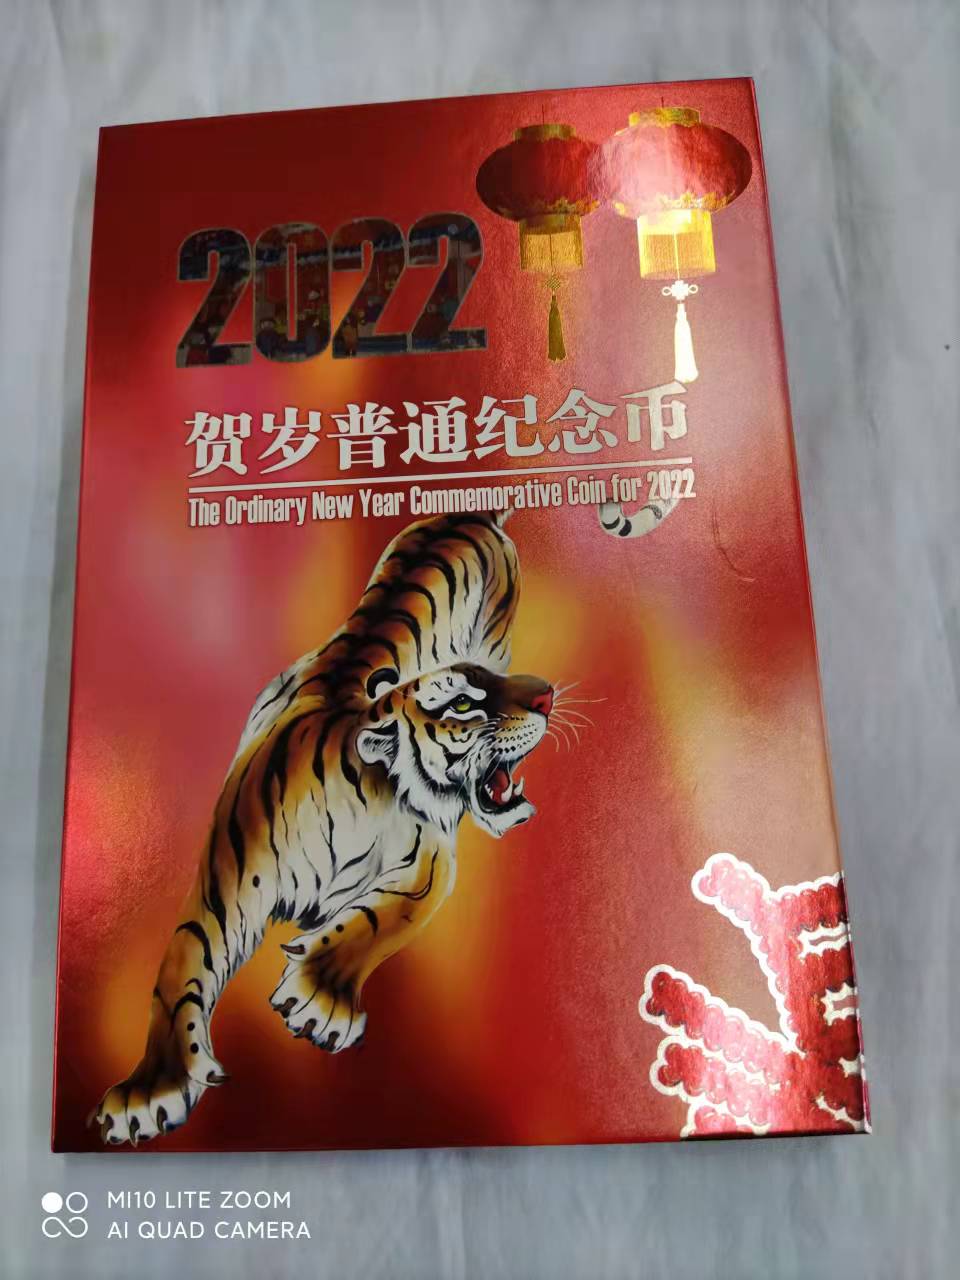 2022
贺岁普通纪念币
The Ordinary New Year Commemorative Coin for 2022
MI10 LITE ZOOM
AI QUAD CAMERA